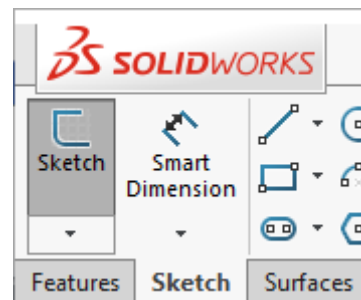 SOLIDWORKS
Sketch
Smart
Dimension
Features Sketch Surfaces